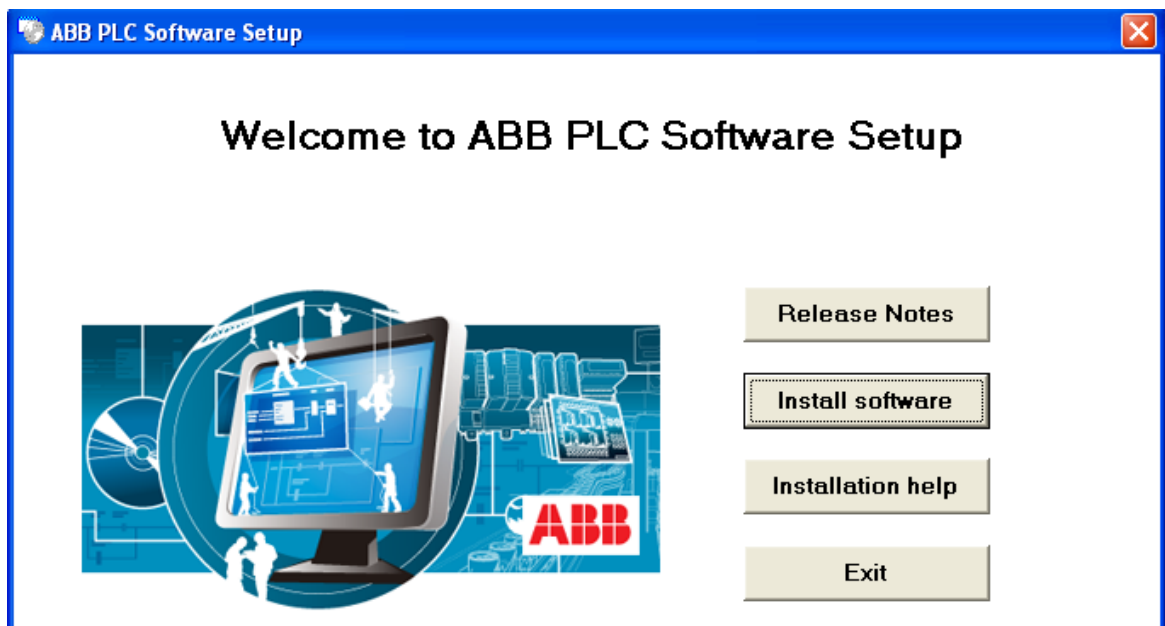 ABB PLC Software Setup
Welcome to ABB PLC Software Setup
Release Notes
Install software
Installation help
ABB
Exit